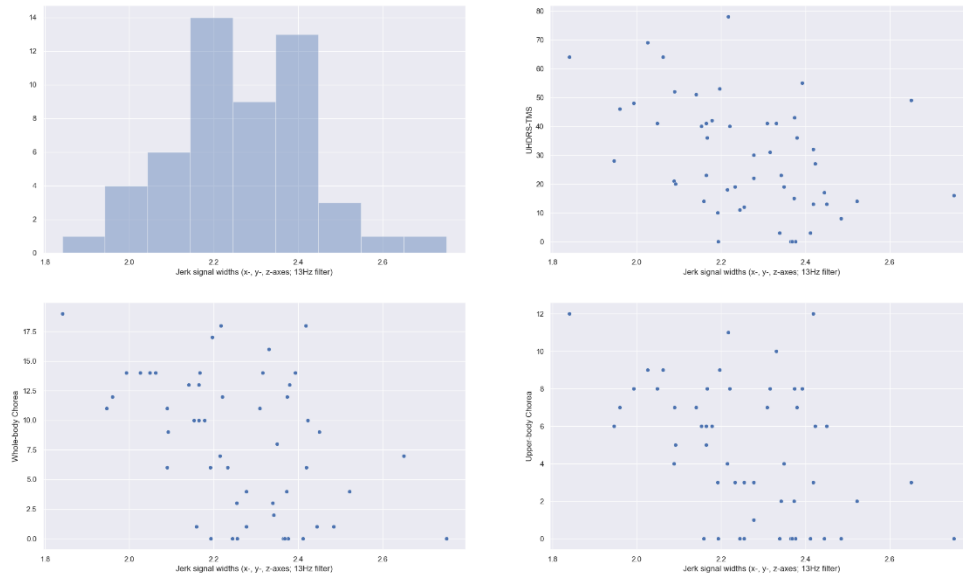 14
12
10
8
6
4
2
0
1.8 2.0 2.2 2.4 2.6
Jerk signal widths (x-, y-, z-axes; 13Hz filter)
UHDRS-TMS
80
70
60
50
40
30
20
10
0
1.8 2.0 2.2 2.4 2.6
Jerk signal widths (x-, y-, z-axes; 13Hz filter)
Whole-body Chorea
17.5
15.0
12.5
10.0
7.5
5.0
2.5
0.0
1.8 2.0 2.2 2.4 2.6
Jerk signal widths (x-, y-, z-axes; 13Hz filter)
Upper-body Chorea
12
10
8
6
4
2
0
1.8 2.0 2.2 2.4 2.6
Jerk signal widths (x-, y-, z-axes; 13Hz filter)